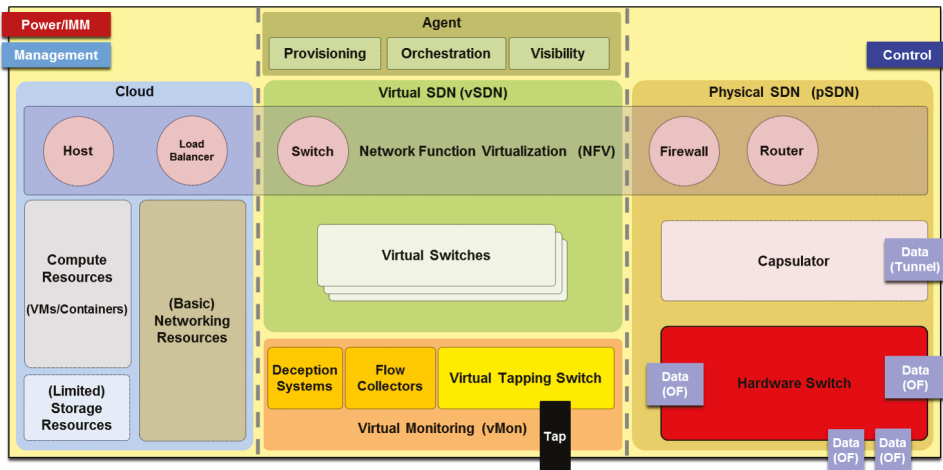 Power/IMM
Management
Agent
Provisioning
Orchestration
Visibility
Control
Cloud
Virtual SDN (vSDN)
Physical SDN (pSDN)
Host
Load
Balancer
Switch
Network Function Virtualization (NFV)
Firewall
Router
Compute
Resources
(VMs/Containers)
(Basic)
Networking
Resources
(Limited)
Storage
Resources
Virtual Switches
Capsulator
Data
(Tunnel)
Deception
Systems
Flow
Collectors
Virtual Tapping Switch
Virtual Monitoring (vMon)
Tap
Data
(OF)
Hardware Switch
Data
(OF)
Data
(OF)
Data
(OF)